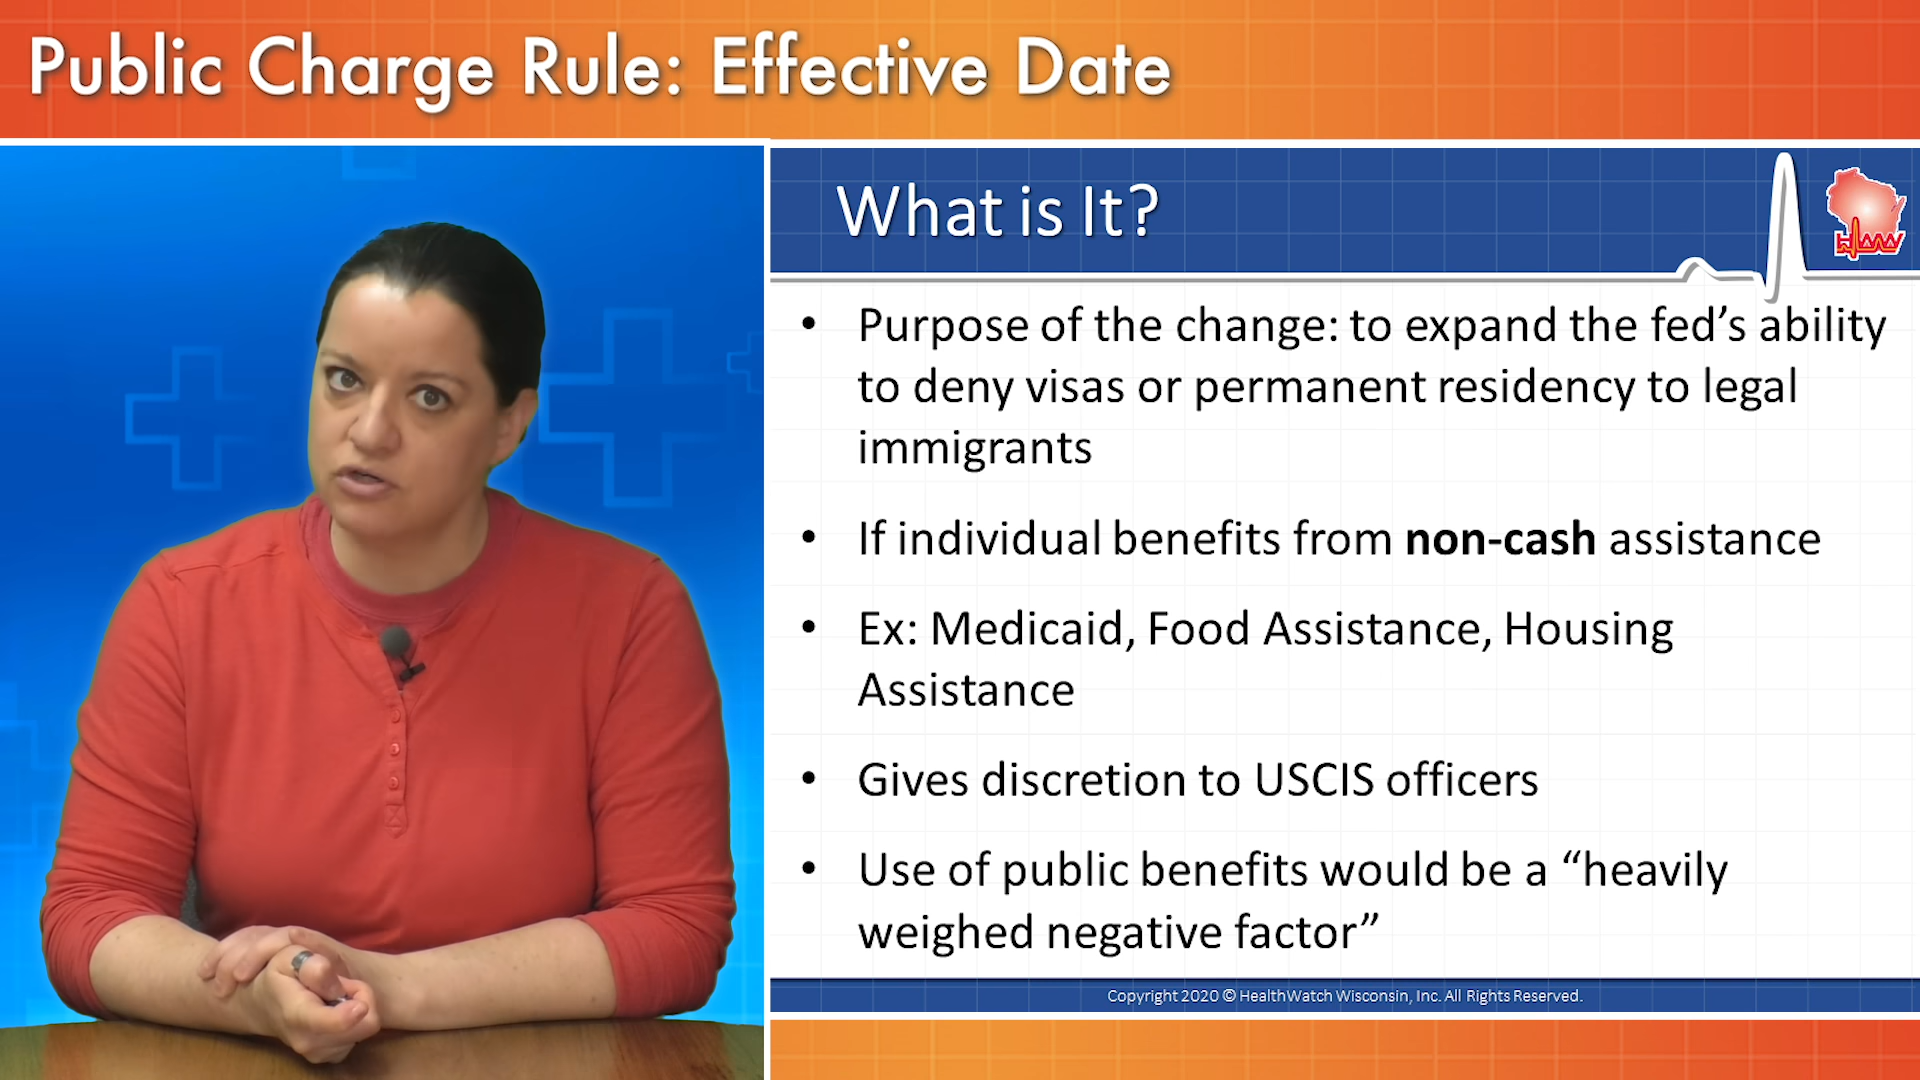 Public Charge Rule: Effective Date
What is It?
HWW
• Purpose of the change: to expand the fed’s ability
to deny visas or permanent residency to legal
immigrants
• If individual benefits from non-cash assistance
• Ex: Medicaid, Food Assistance, Housing
Assistance
• Gives discretion to USCIS officers
• Use of public benefits would be a “heavily
weighed negative factor”
Copyright 2020 © HealthWatch Wisconsin, Inc. All Rights Reserved.